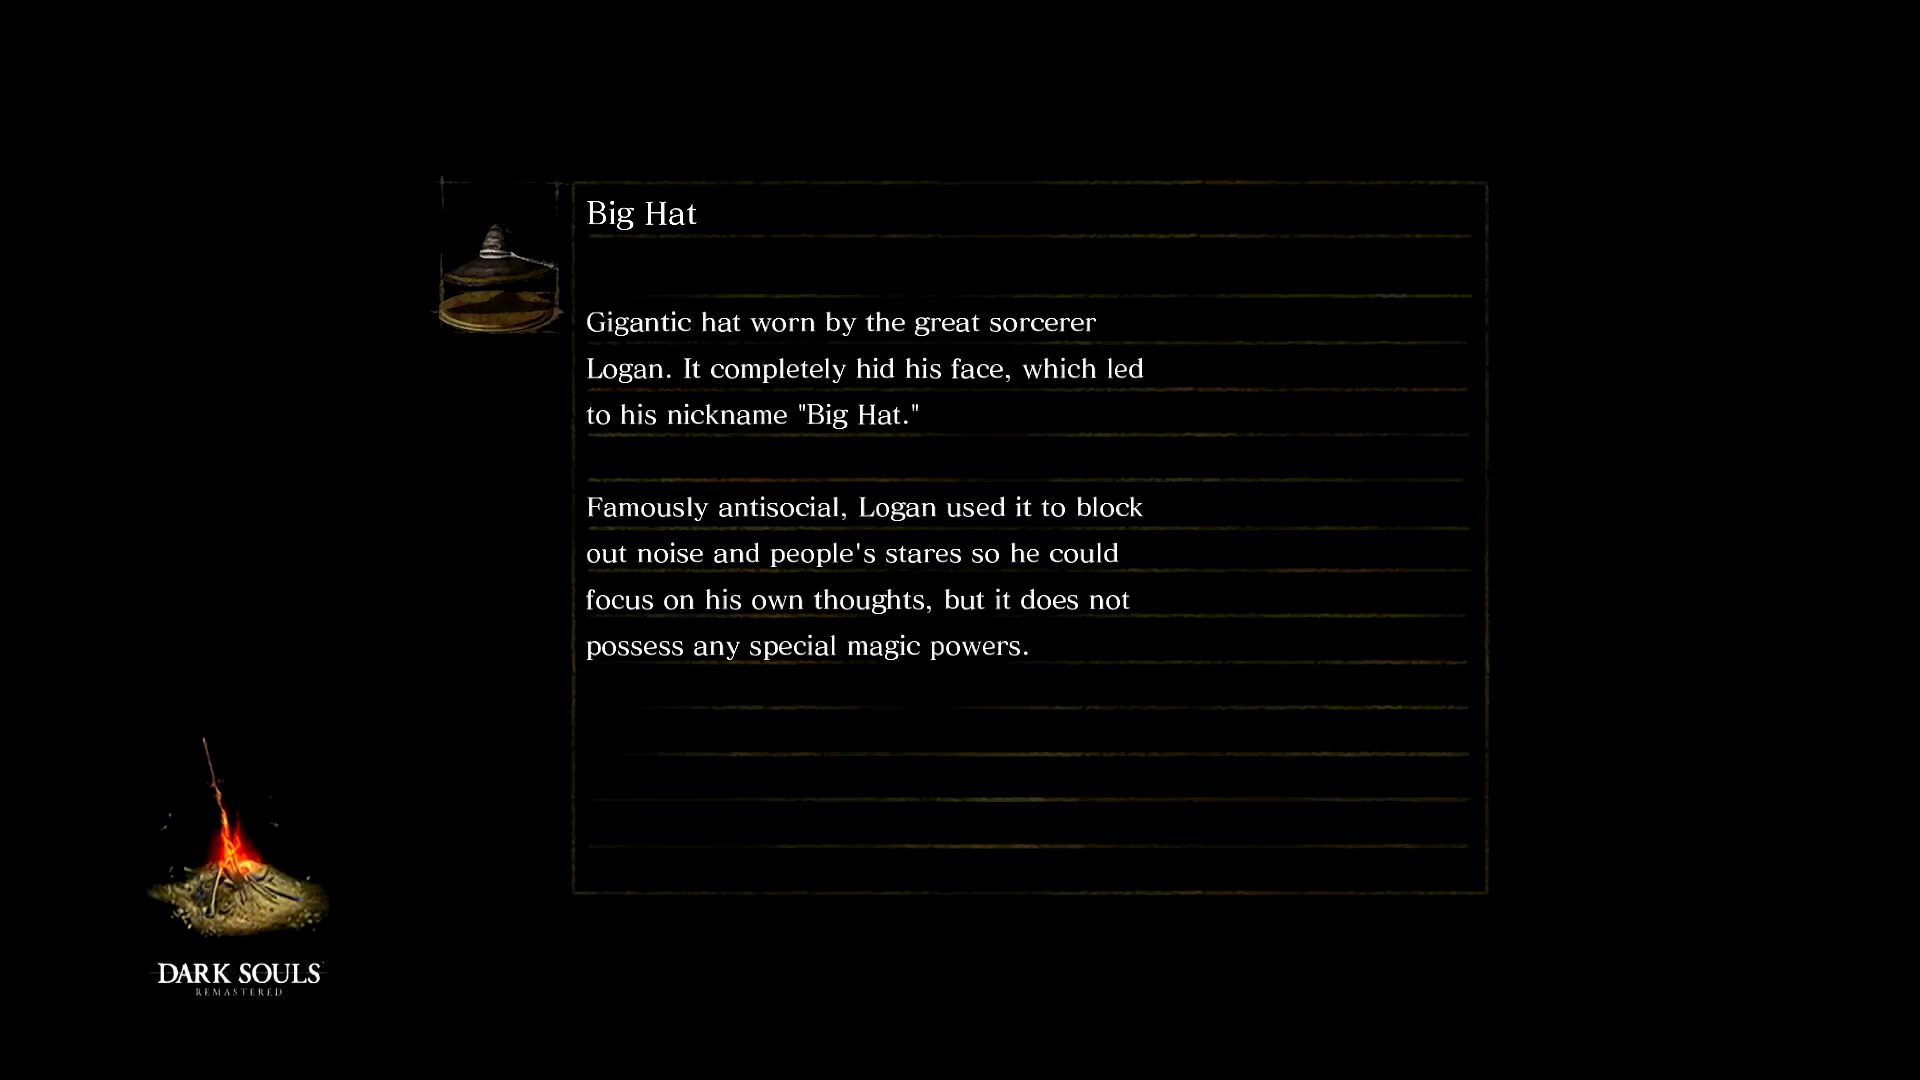 Big Hat
Gigantic hat worn by the great sorcerer
Logan. It completely hid his face, which led
to his nickname "Big Hat."
Famously antisocial, Logan used it to block
out noise and people's stares so he could
focus on his own thoughts, but it does not
possess any special magic powers.
DARK SOULS
REMASTERED